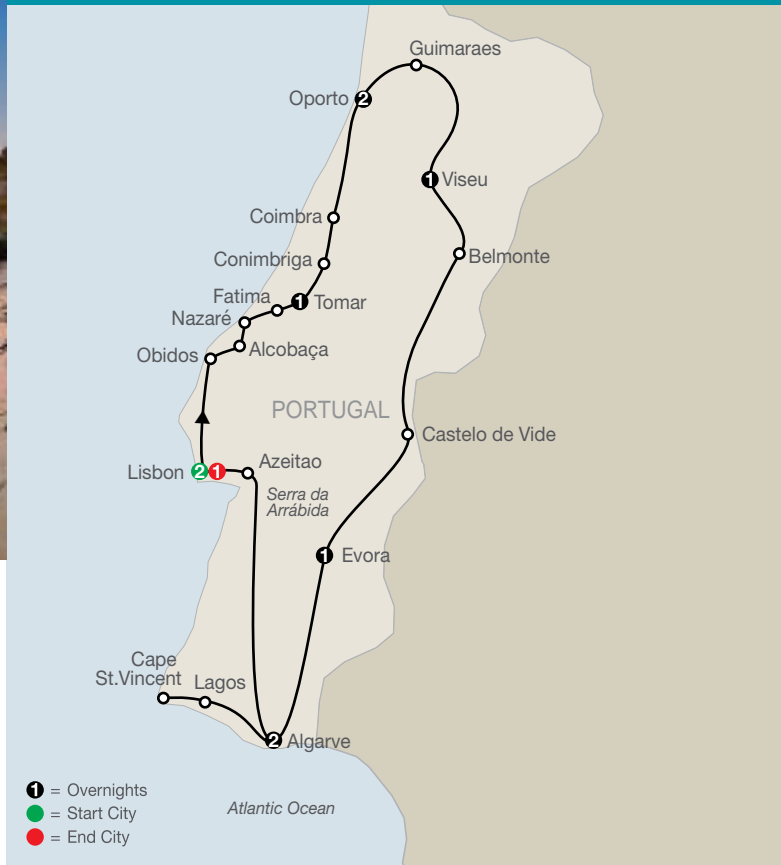 Guimaraes
Oporto 2
1 Viseu
Coimbra
Belmonte
Conimbriga
Fatima
1 Tomar
Nazaré
Alcobaça
Obidos
PORTUGAL
Castelo de Vide
Azeitao
Lisbon 2 1
Serra da
Arrábida
1 Evora
Cape
St.Vincent
Lagos
2 Algarve
1 = Overnights
= Start City
= End City
Atlantic Ocean